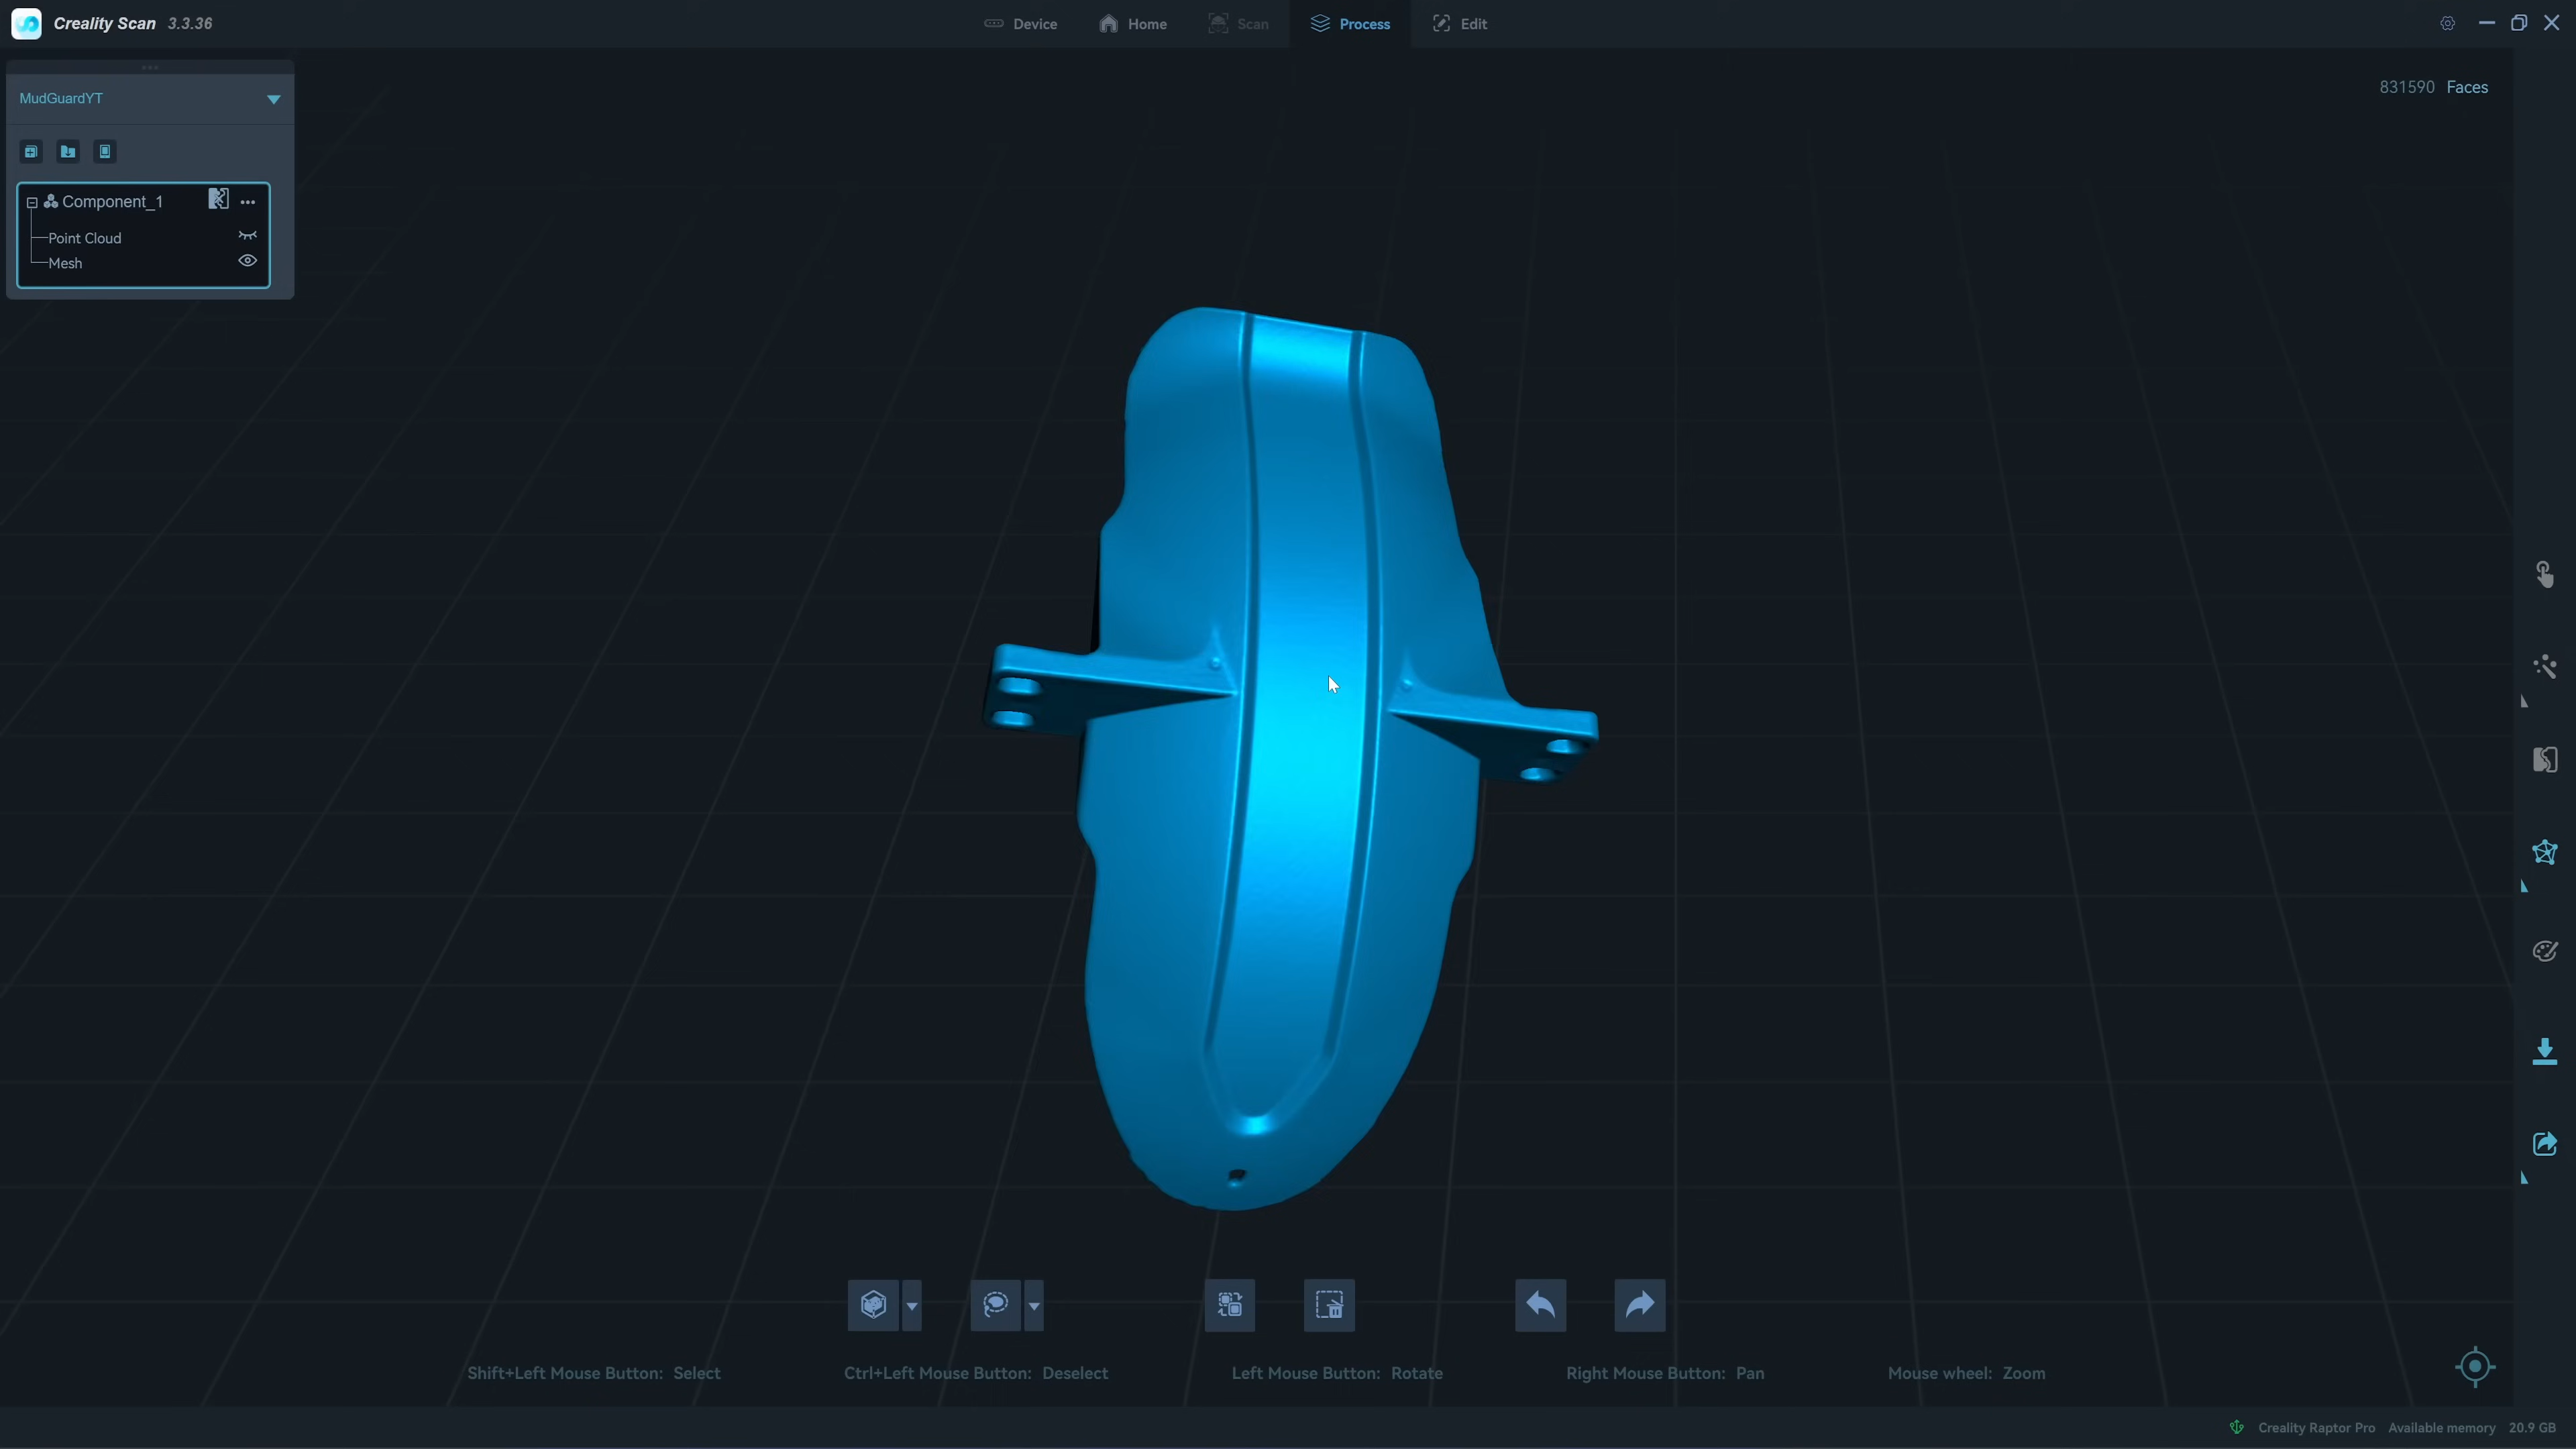 Creality Scan 3.3.36
Device
Home
Scan
Process
Edit
MudGuardYT
831590 Faces
Component_1
Point Cloud
Mesh
Shift+Left Mouse Button: Select
Ctrl+Left Mouse Button: Deselect
Left Mouse Button: Rotate
Right Mouse Button: Pan
Mouse wheel: Zoom
Creality Raptor Pro Available memory 20.9 GB